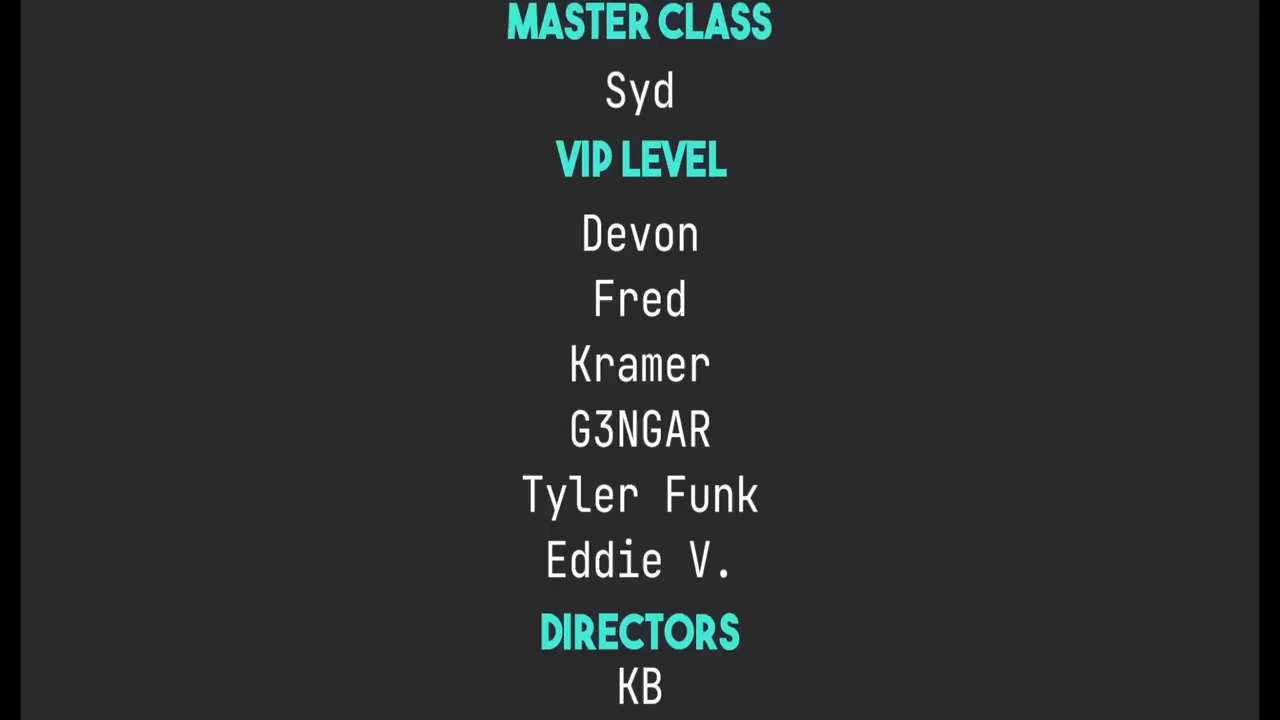 MASTER CLASS
Syd
VIP LEVEL
Devon
Fred
Kramer
G3NGAR
Tyler Funk
Eddie V.
DIRECTORS
KB